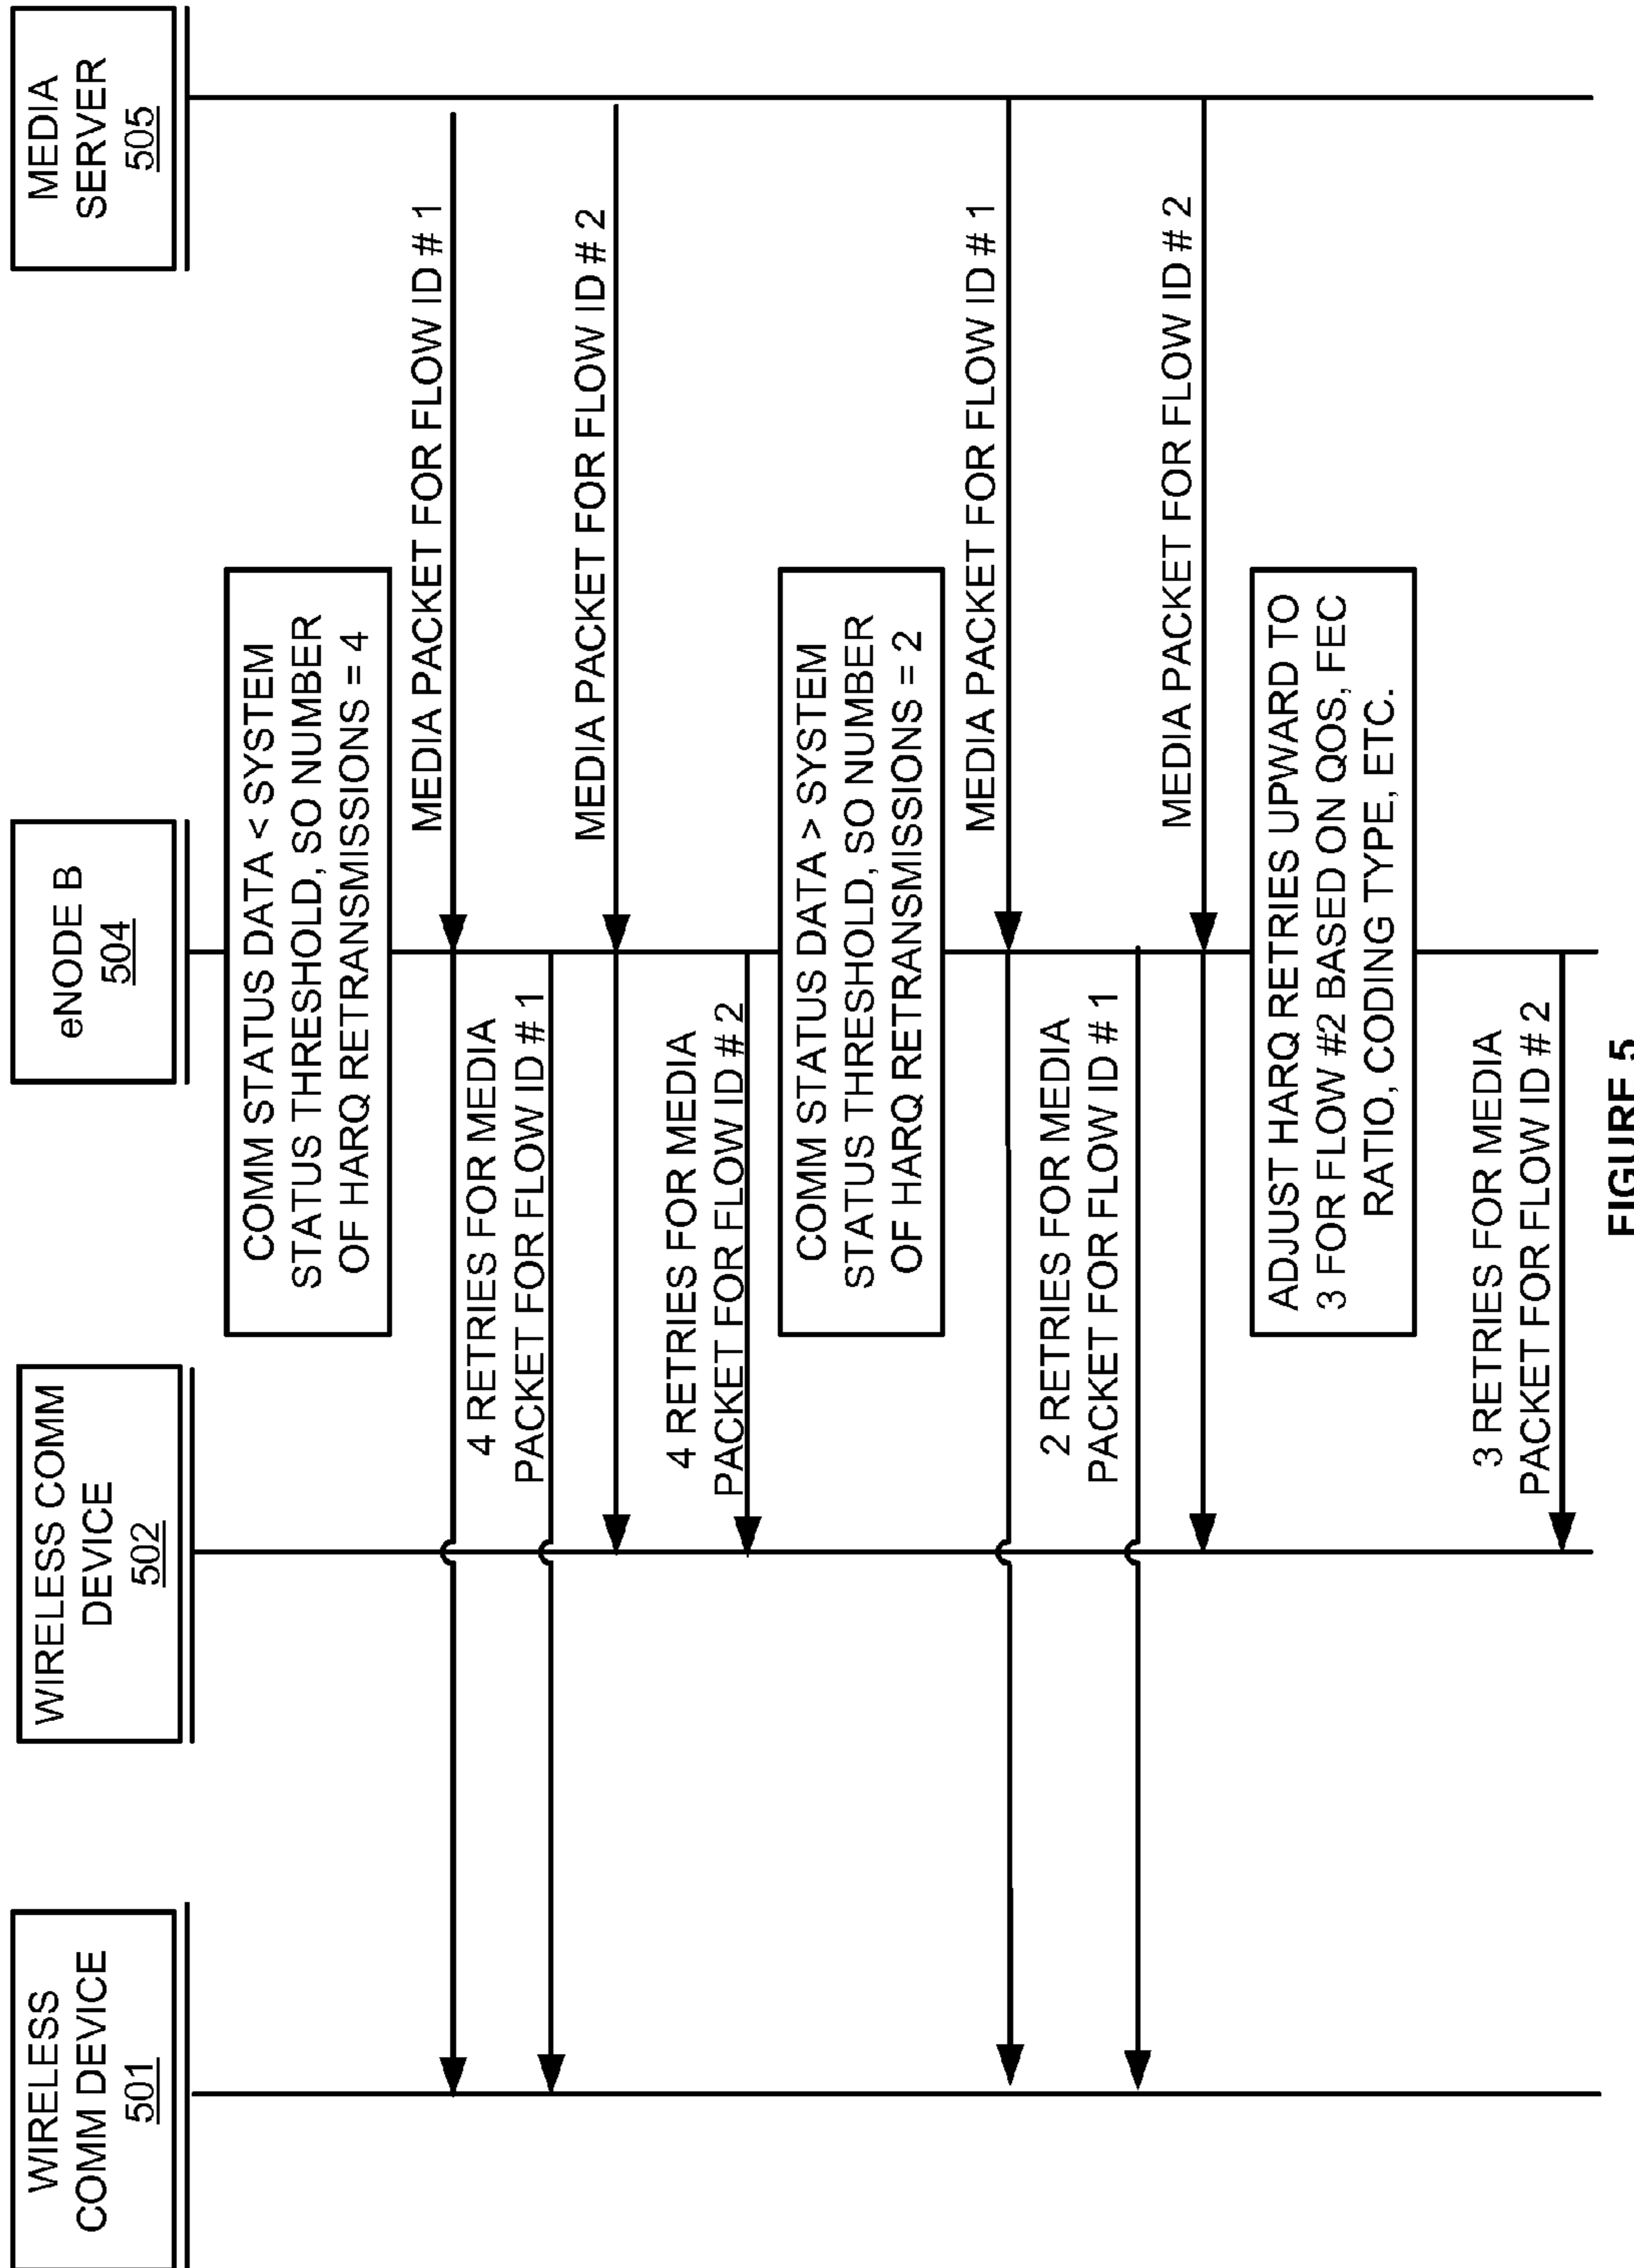 WIRELESS
COMM DEVICE
501
WIRELESS COMM
DEVICE
502
eNODE B
504
MEDIA
SERVER
505
COMM STATUS DATA < SYSTEM
STATUS THRESHOLD, SO NUMBER
OF HARQ RETRANSMISSIONS = 4
MEDIA PACKET FOR FLOW ID # 1
4 RETRIES FOR MEDIA
PACKET FOR FLOW ID # 1
MEDIA PACKET FOR FLOW ID # 2
4 RETRIES FOR MEDIA
PACKET FOR FLOW ID # 2
COMM STATUS DATA > SYSTEM
STATUS THRESHOLD, SO NUMBER
OF HARQ RETRANSMISSIONS = 2
MEDIA PACKET FOR FLOW ID # 1
2 RETRIES FOR MEDIA
PACKET FOR FLOW ID # 1
MEDIA PACKET FOR FLOW ID # 2
ADJUST HARQ RETRIES UPWARD TO
3 FOR FLOW #2 BASED ON QOS, FEC
RATIO, CODING TYPE, ETC.
3 RETRIES FOR MEDIA
PACKET FOR FLOW ID # 2
FIGURE 5